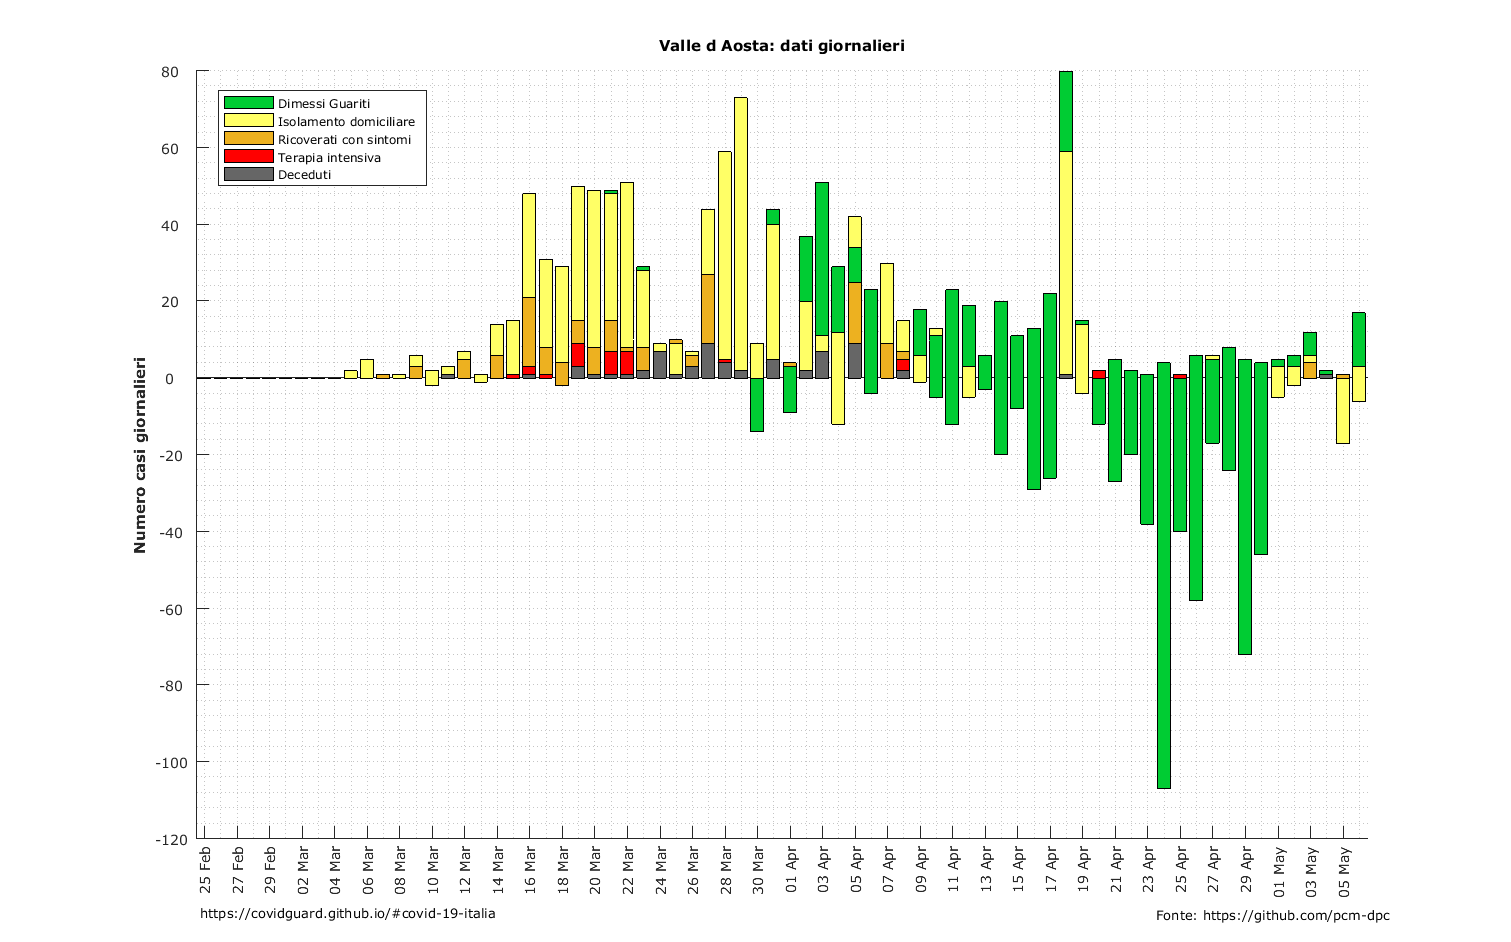 Valle d Aosta: dati giornalieri
Numero casi giornalieri
80
60
40
20
0
-20
-40
-60
-80
-100
-120
Dimessi Guariti
Isolamento domiciliare
Ricoverati con sintomi
Terapia intensiva
Deceduti
25 Feb
27 Feb
29 Feb
02 Mar
04 Mar
06 Mar
08 Mar
10 Mar
12 Mar
14 Mar
16 Mar
18 Mar
20 Mar
22 Mar
24 Mar
26 Mar
28 Mar
30 Mar
01 Apr
03 Apr
05 Apr
07 Apr
09 Apr
11 Apr
13 Apr
15 Apr
17 Apr
19 Apr
21 Apr
23 Apr
25 Apr
27 Apr
29 Apr
01 May
03 May
05 May
https://covidguard.github.io/#covid-19-italia
Fonte: https://github.com/pcm-dpc